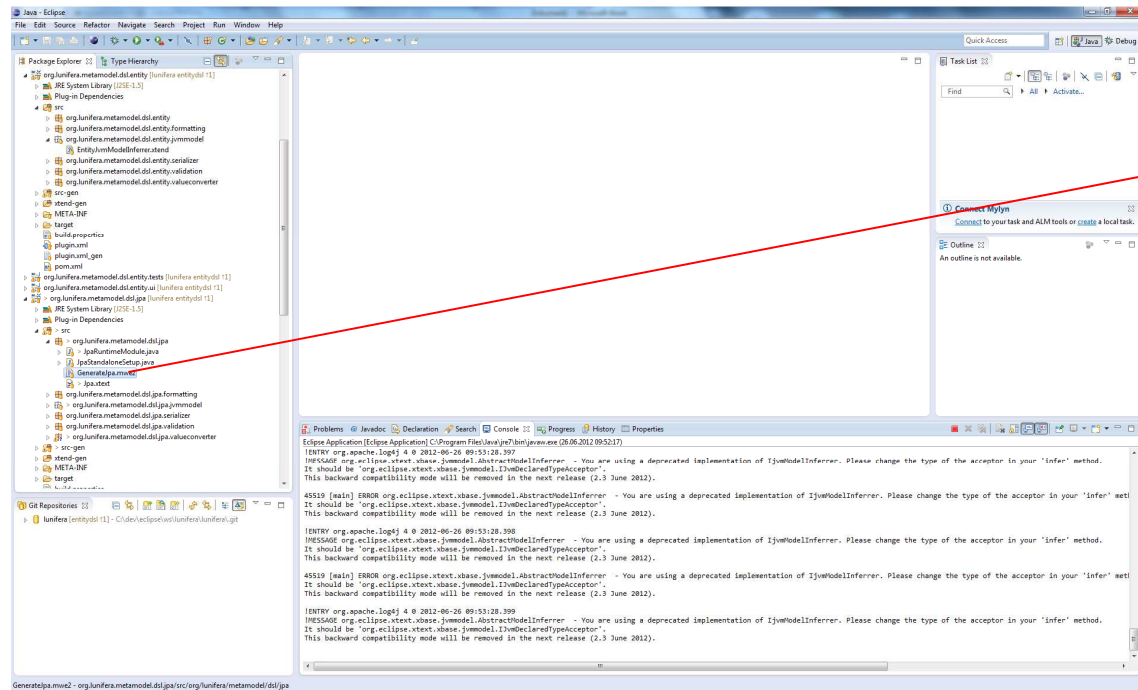 Java - Eclipse
File Edit Source Refactor Navigate Search Project Run Window Help
Quick Access
Java
Debug
Package Explorer
Type Hierarchy
org.lunifera.metamodel.dsl.entity [lunifera entitydsl ↑1]
JRE System Library [J2SE-1.5]
Plug-in Dependencies
src
org.lunifera.metamodel.dsl.entity
org.lunifera.metamodel.dsl.entity.formatting
org.lunifera.metamodel.dsl.entity.jvmmodel
EntityJvmModelInferrer.xtend
org.lunifera.metamodel.dsl.entity.serializer
org.lunifera.metamodel.dsl.entity.validation
org.lunifera.metamodel.dsl.entity.valueconverter
src-gen
xtend-gen
META-INF
target
build.properties
plugin.xml
plugin.xml_gen
pom.xml
org.lunifera.metamodel.dsl.entity.tests [lunifera entitydsl ↑1]
org.lunifera.metamodel.dsl.entity.ui [lunifera entitydsl ↑1]
> org.lunifera.metamodel.dsl.jpa [lunifera entitydsl ↑1]
JRE System Library [J2SE-1.5]
Plug-in Dependencies
> src
> org.lunifera.metamodel.dsl.jpa
> JpaRuntimeModule.java
JpaStandaloneSetup.java
GenerateJpa.mwe2
> Jpa.xtext
org.lunifera.metamodel.dsl.jpa.formatting
> org.lunifera.metamodel.dsl.jpa.jvmmodel
org.lunifera.metamodel.dsl.jpa.serializer
org.lunifera.metamodel.dsl.jpa.validation
> org.lunifera.metamodel.dsl.jpa.valueconverter
> src-gen
xtend-gen
META-INF
target
Git Repositories
lunifera [entitydsl ↑1] - C:\dev\eclipse\ws\lunifera\lunifera\.git
Task List
Find
All
Activate...
Connect Mylyn
Connect to your task and ALM tools or create a local task.
Outline
An outline is not available.
Problems @ Javadoc Declaration Search Console Progress History Properties
Eclipse Application [Eclipse Application] C:\Program Files\Java\jre7\bin\javaw.exe (26.06.2012 09:52:17)
!ENTRY org.apache.log4j 4 0 2012-06-26 09:53:28.397
!MESSAGE org.eclipse.xtext.xbase.jvmmodel.AbstractModelInferrer - You are using a deprecated implementation of IJvmModelInferrer. Please change the type of the acceptor in your 'infer' method.
It should be 'org.eclipse.xtext.xbase.jvmmodel.IJvmDeclaredTypeAcceptor'.
This backward compatibility mode will be removed in the next release (2.3 June 2012).
45519 [main] ERROR org.eclipse.xtext.xbase.jvmmodel.AbstractModelInferrer - You are using a deprecated implementation of IJvmModelInferrer. Please change the type of the acceptor in your 'infer' met
It should be 'org.eclipse.xtext.xbase.jvmmodel.IJvmDeclaredTypeAcceptor'.
This backward compatibility mode will be removed in the next release (2.3 June 2012).
!ENTRY org.apache.log4j 4 0 2012-06-26 09:53:28.398
!MESSAGE org.eclipse.xtext.xbase.jvmmodel.AbstractModelInferrer - You are using a deprecated implementation of IJvmModelInferrer. Please change the type of the acceptor in your 'infer' method.
It should be 'org.eclipse.xtext.xbase.jvmmodel.IJvmDeclaredTypeAcceptor'.
This backward compatibility mode will be removed in the next release (2.3 June 2012).
45519 [main] ERROR org.eclipse.xtext.xbase.jvmmodel.AbstractModelInferrer - You are using a deprecated implementation of IJvmModelInferrer. Please change the type of the acceptor in your 'infer' met
It should be 'org.eclipse.xtext.xbase.jvmmodel.IJvmDeclaredTypeAcceptor'.
This backward compatibility mode will be removed in the next release (2.3 June 2012).
!ENTRY org.apache.log4j 4 0 2012-06-26 09:53:28.399
!MESSAGE org.eclipse.xtext.xbase.jvmmodel.AbstractModelInferrer - You are using a deprecated implementation of IJvmModelInferrer. Please change the type of the acceptor in your 'infer' method.
It should be 'org.eclipse.xtext.xbase.jvmmodel.IJvmDeclaredTypeAcceptor'.
This backward compatibility mode will be removed in the next release (2.3 June 2012).
GenerateJpa.mwe2 - org.lunifera.metamodel.dsl.jpa/src/org/lunifera/metamodel/dsl/jpa